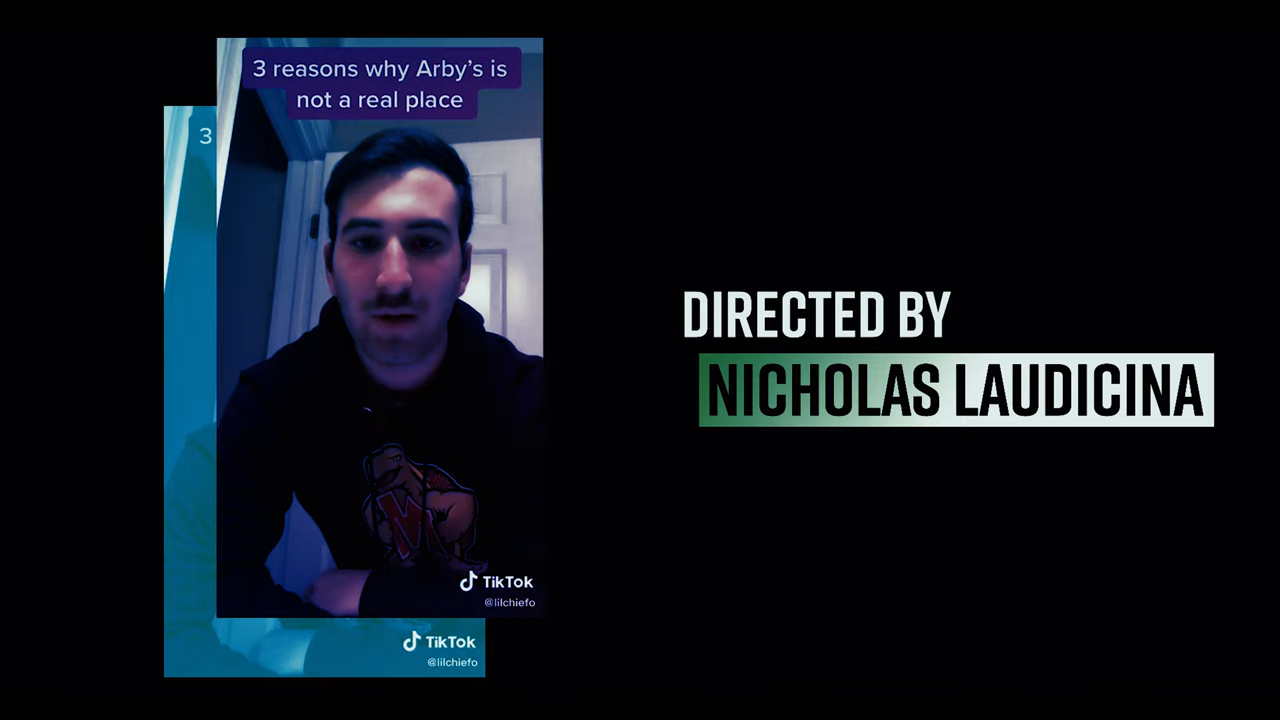 3 reasons why Arby's is
not a real place
3
TikTok
@lilchiefo
TikTok
@lilchiefo
DIRECTED BY
NICHOLAS LAUDICINA
M